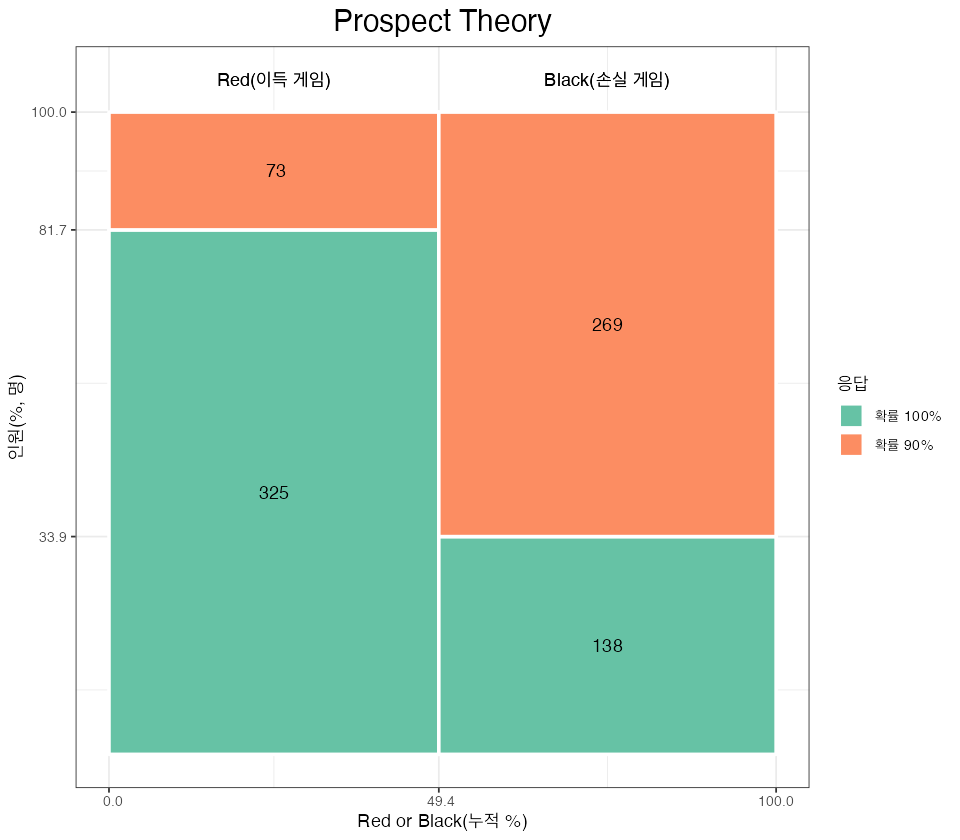 Prospect Theory
Red(이득 게임)
Black(손실 게임)
100.0
73
81.7
269
인원(%, 명)
응답
확률 100%
확률 90%
325
33.9
138
0.0
49.4
100.0
Red or Black(누적 %)